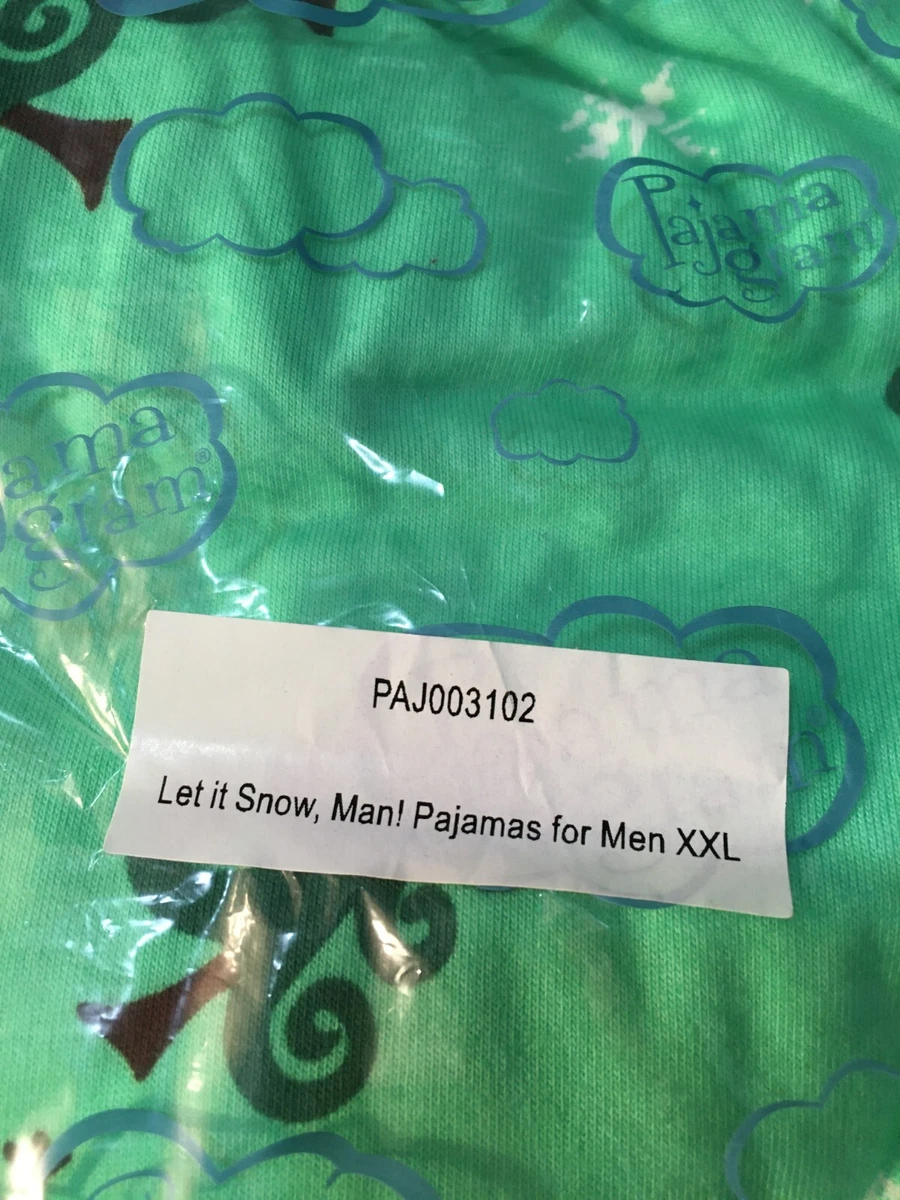 Pajama
gram
ama
gram®
PAJ003102
Let it Snow, Man! Pajamas for Men XXL